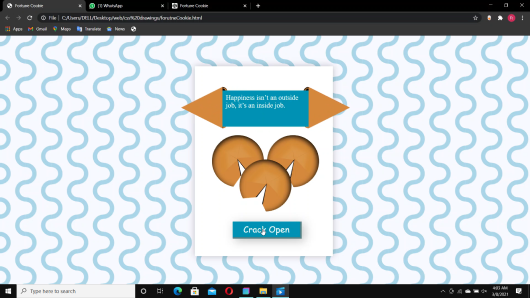 Fortune Cookie
(1) WhatsApp
Fortune Cookie
File
C:/Users/DELL/Desktop/web/css%20drawings/foruineCookie.html
Apps
Gmail
Maps
Translate
News
Happiness isn't an outside
job, it's an inside job.
Crack Open
Type here to search
4:03 AM
3/8/2021